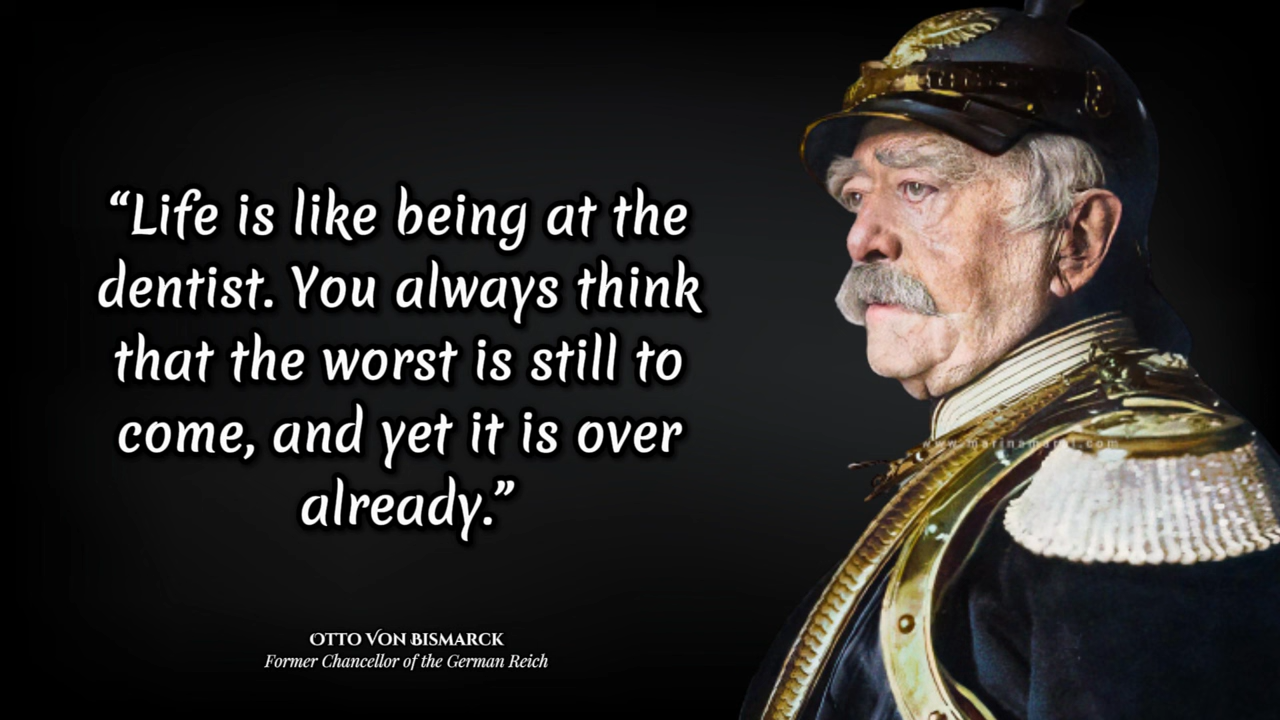 “Life is like being at the
dentist. You always think
that the worst is still to
come, and yet it is over
already.”
OTTO VON BISMARCK
Former Chancellor of the German Reich